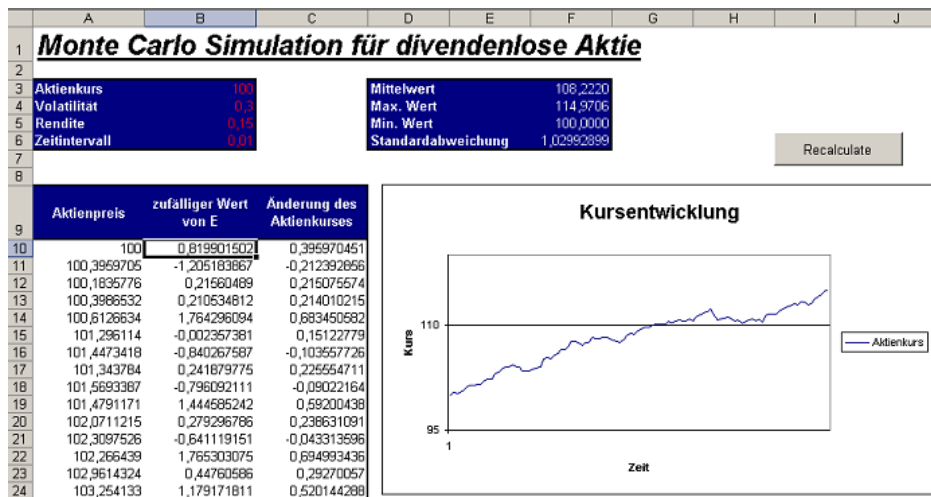 A B C D E F G H I J
1 Monte Carlo Simulation für divendenlose Aktie
2
3 Aktienkurs 100 Mittelwert 108,2220
4 Volatilität 0,3 Max. Wert 114,9706
5 Rendite 0,15 Min. Wert 100,0000
6 Zeitintervall 0,01 Standardabweichung 1,02992899
7
Recalculate
8
9 Aktienpreis zufälliger Wert von E Änderung des Aktienkurses
10 100 0,819901502 0,395970451
11 100,3959705 -1,205183867 -0,212392856
12 100,1835776 0,21560489 0,215075574
13 100,3986532 0,210534812 0,214010215
14 100,6126634 1,764296094 0,683450582
15 101,296114 -0,002357381 0,15122779
16 101,4473418 -0,840267587 -0,103557726
17 101,343784 0,241879775 0,225554711
18 101,5693387 -0,796092111 -0,09022164
19 101,4791171 1,444585242 0,59200438
20 102,0711215 0,279296786 0,238631091
21 102,3097526 -0,641119151 -0,043313596
22 102,266439 1,765303075 0,694993436
23 102,9614324 0,44760586 0,29270057
24 103,254133 1,179171811 0,520144288
Kursentwicklung
Kurs
110
95
1
Zeit
Aktienkurs